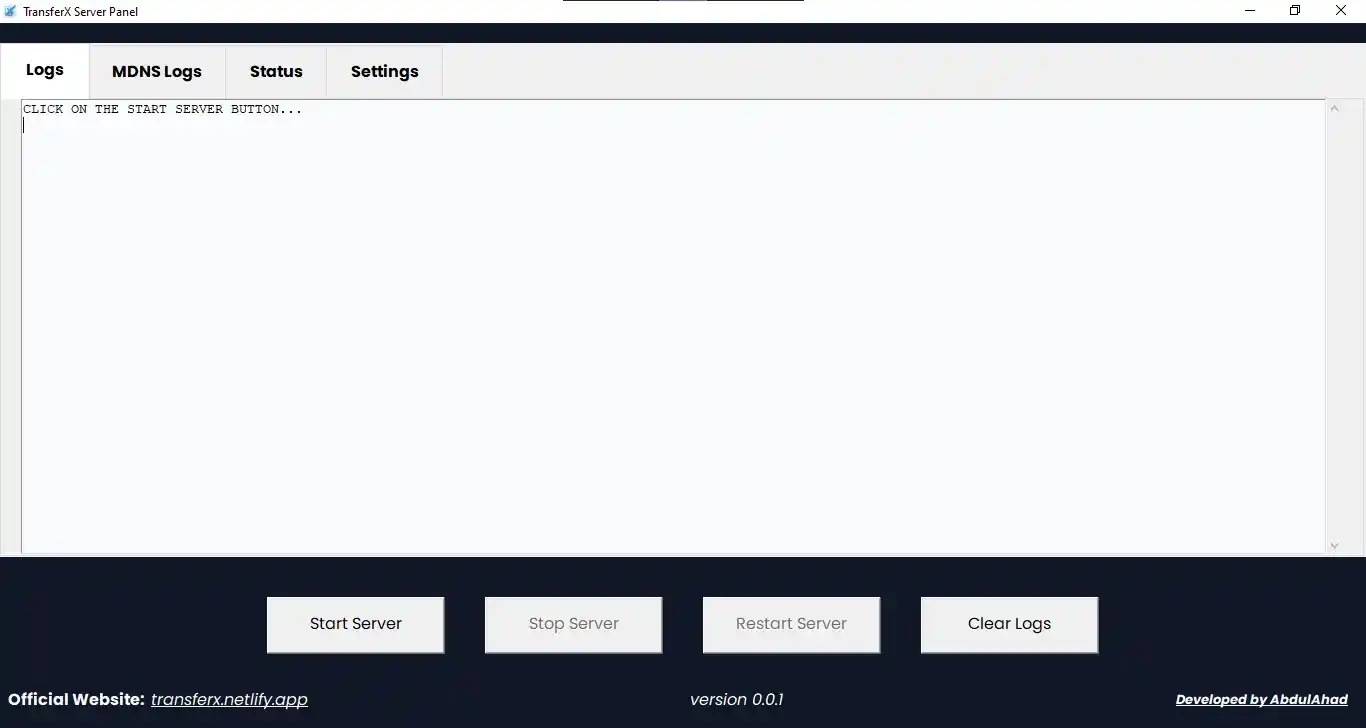 TransferX Server Panel
Logs MDNS Logs Status Settings
CLICK ON THE START SERVER BUTTON...
Start Server Stop Server Restart Server Clear Logs
Official Website: transferx.netlify.app version 0.0.1 Developed by AbdulAhad